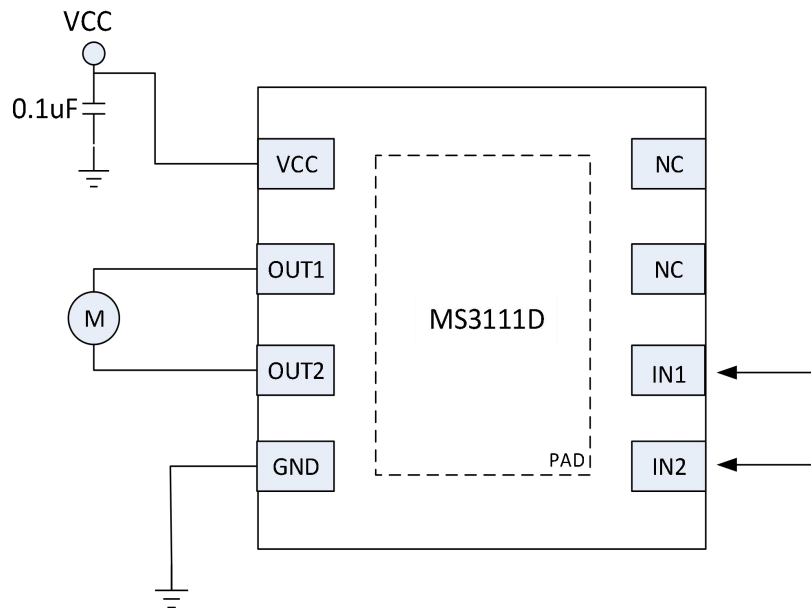 VCC
0.1uF
VCC
NC
OUT1
NC
M
MS3111D
OUT2
IN1
GND
PAD
IN2